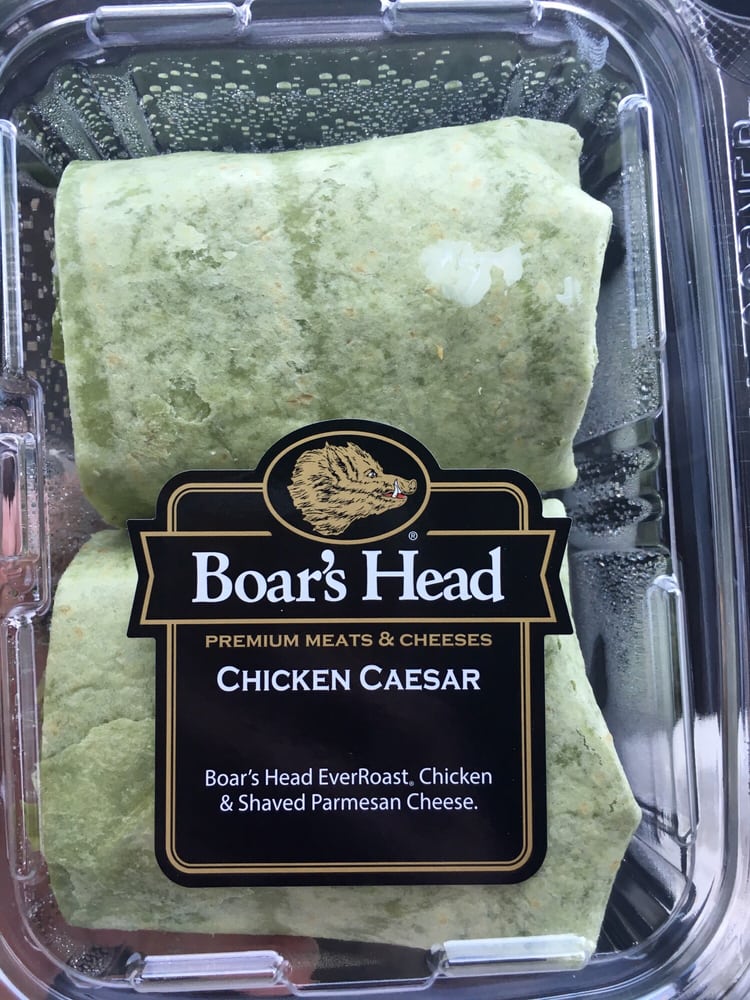 Boar's Head®
PREMIUM MEATS & CHEESES
CHICKEN CAESAR
Boar's Head EverRoast® Chicken
& Shaved Parmesan Cheese.